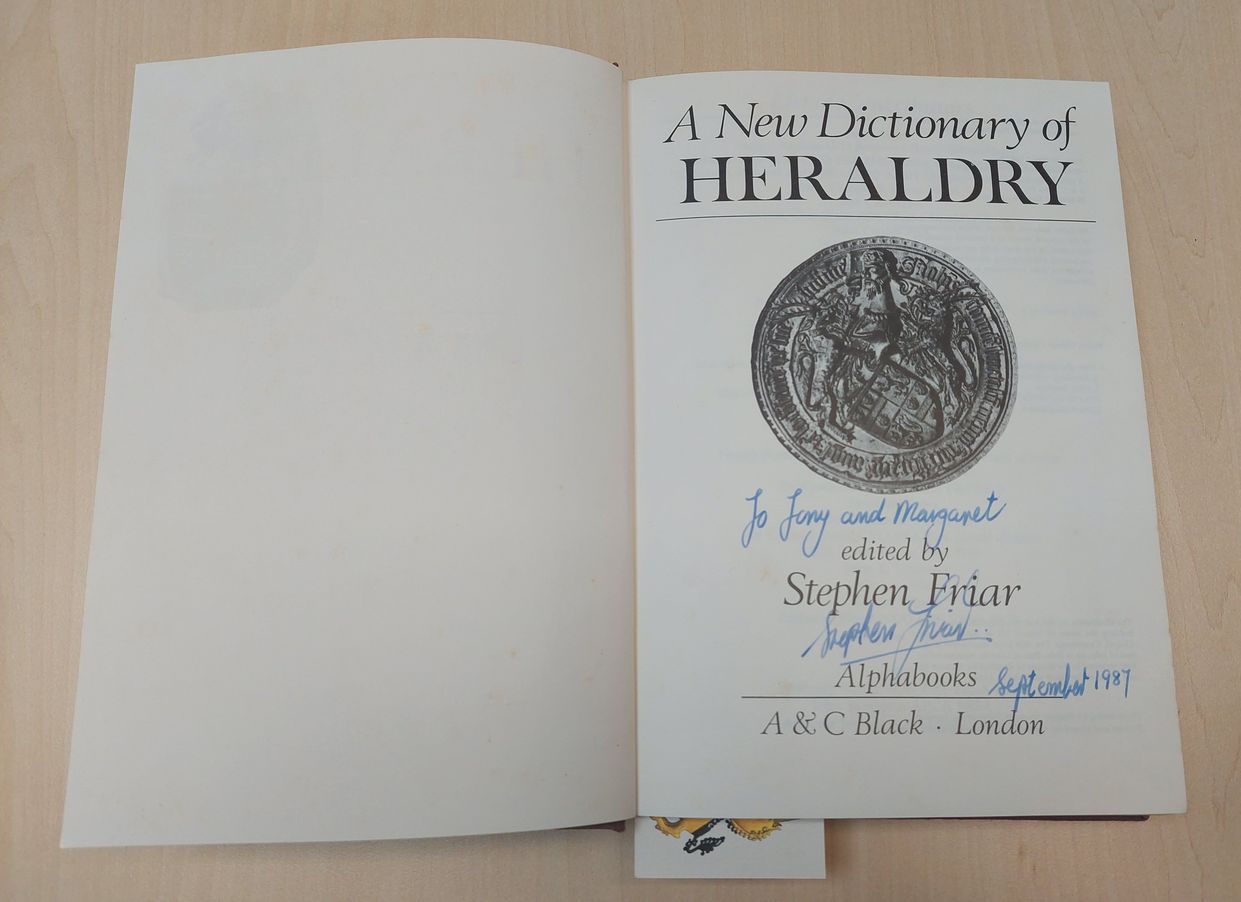 A New Dictionary of
HERALDRY
To Tony and Margaret
edited by
Stephen Friar
Stephen Friar..
Alphabooks
September 1987
A & C Black · London